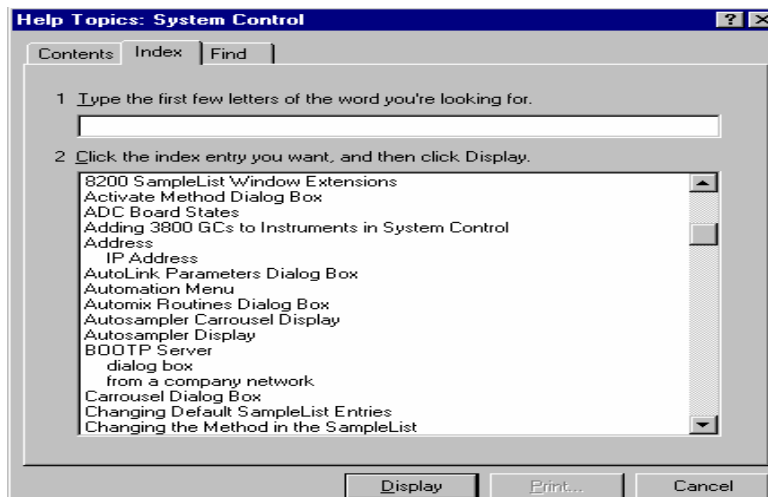 Help Topics: System Control
Contents Index Find
1 Type the first few letters of the word you're looking for.
2 Click the index entry you want, and then click Display.
8200 SampleList Window Extensions
Activate Method Dialog Box
ADC Board States
Adding 3800 GCs to Instruments in System Control
Address
IP Address
AutoLink Parameters Dialog Box
Automation Menu
Automix Routines Dialog Box
Autosampler Carrousel Display
Autosampler Display
BOOTP Server
dialog box
from a company network
Carrousel Dialog Box
Changing Default SampleList Entries
Changing the Method in the SampleList
Display Print... Cancel